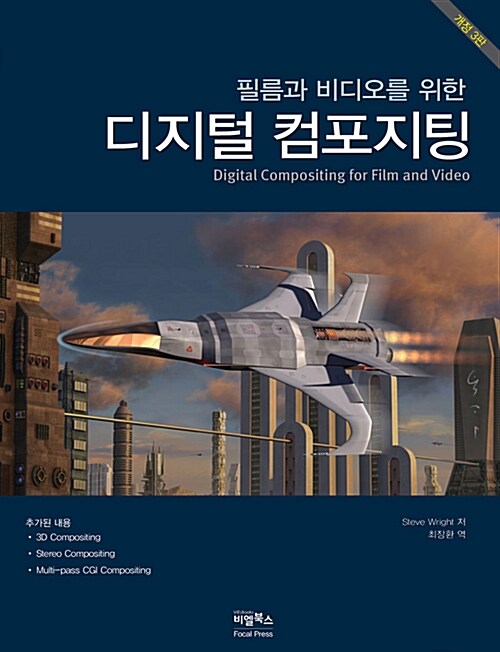 개정 3판
필름과 비디오를 위한
디지털 컴포지팅
Digital Compositing for Film and Video
추가된 내용
• 3D Compositing
• Stereo Compositing
• Multi-pass CGI Compositing
Steve Wright 저
최창환 역
비엘북스
Focal Press